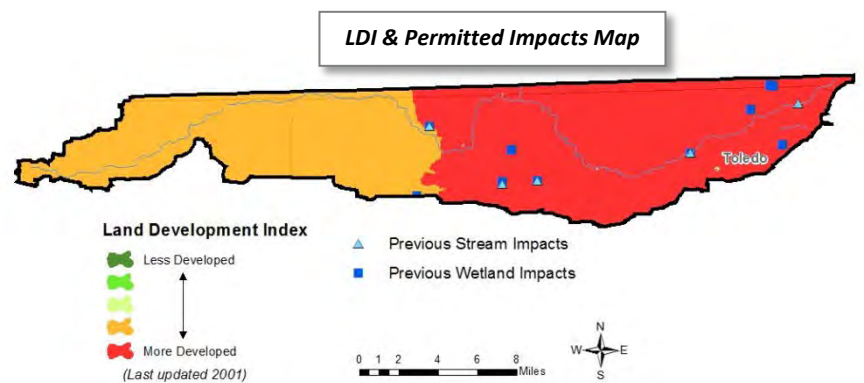 LDI & Permitted Impacts Map
Toledo
Land Development Index
Less Developed
More Developed
(Last updated 2001)
Previous Stream Impacts
Previous Wetland Impacts
0 1 2 4 6 8
Miles
N
W E
S